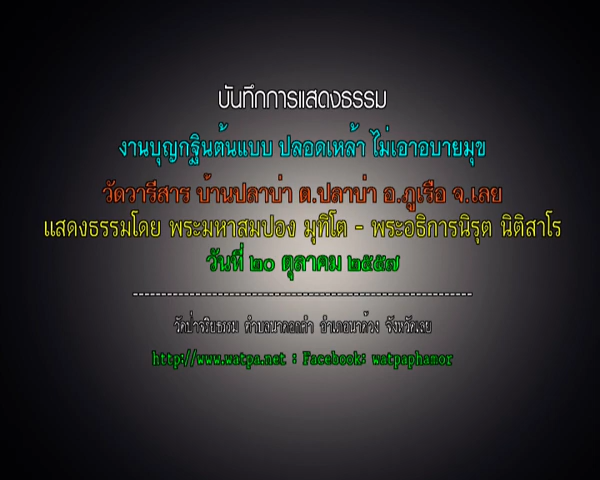 บันทึกการแสดงธรรม
งานบุญกฐินต้นแบบ ปลอดเหล้า ไม่เอาอบายมุข
วัดวารีสาร บ้านปลาบ่า ต.ปลาบ่า อ.ภูเรือ จ.เลย
แสดงธรรมโดย พระมหาสมปอง มุทิโต - พระอธิการนิรุต นิติสาโร
วันที่ ๒๐ ตุลาคม ๒๕๕๗
วัดป่าอริยธรรม ตำบลนาดอกคำ อำเภอนาด้วง จังหวัดเลย
http://www.watpa.net : Facebook: watpaphamor